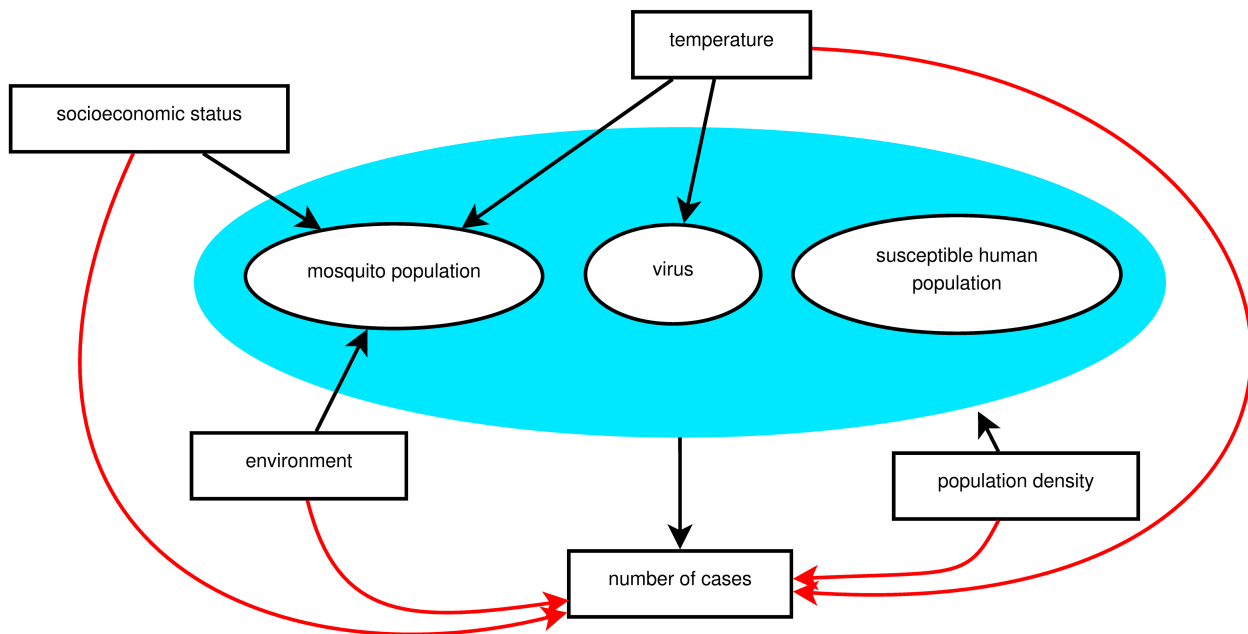 temperature
socioeconomic status
mosquito population
virus
susceptible human
population
environment
population density
number of cases